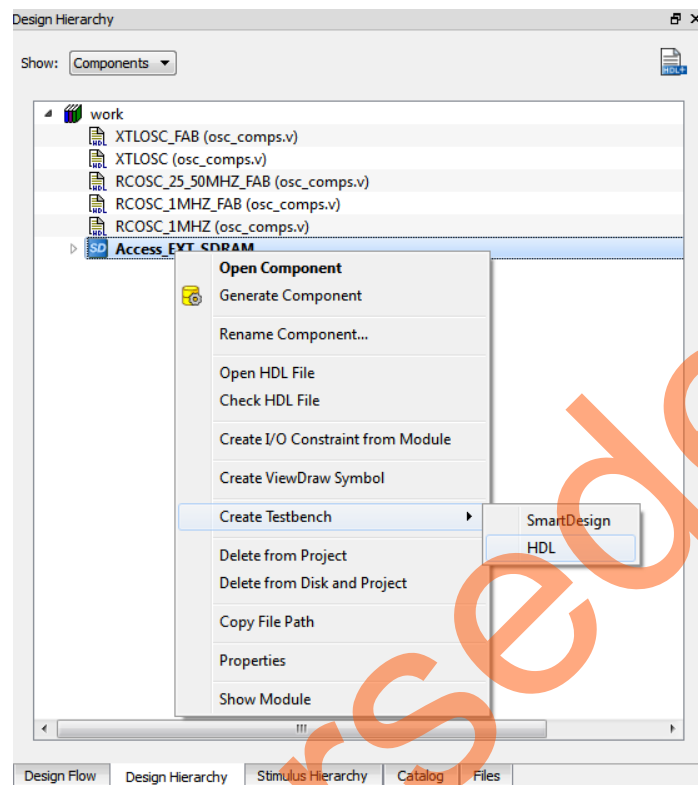 Design Hierarchy
Show: Components
HDL+
work
XTLOSC_FAB (osc_comps.v)
XTLOSC (osc_comps.v)
RCOSC_25_50MHZ_FAB (osc_comps.v)
RCOSC_1MHZ_FAB (osc_comps.v)
RCOSC_1MHZ (osc_comps.v)
SD Access_EXT_SDRAM
Open Component
Generate Component
Rename Component...
Open HDL File
Check HDL File
Create I/O Constraint from Module
Create ViewDraw Symbol
Create Testbench
SmartDesign
HDL
Delete from Project
Delete from Disk and Project
Copy File Path
Properties
Show Module
Design Flow Design Hierarchy Stimulus Hierarchy Catalog Files